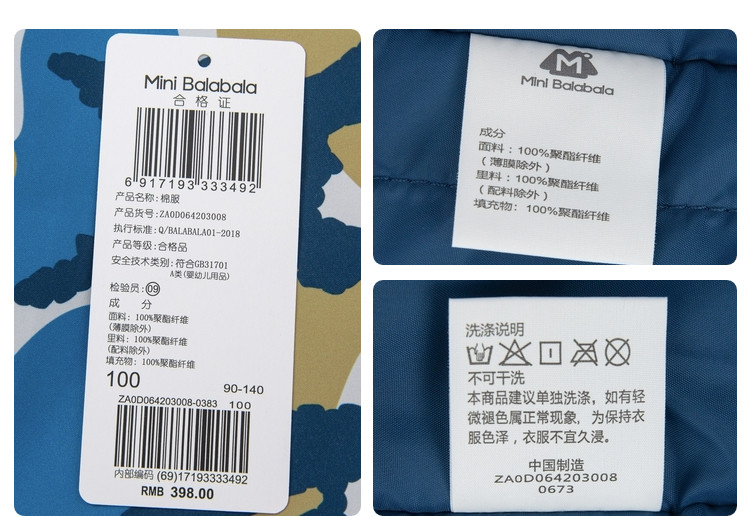 Mini Balabala
合格证
6 917193 333492
产品名称: 棉服
产品货号: ZA0D064203008
执行标准: Q/BALABALA01-2018
产品等级: 合格品
安全技术类别: 符合GB31701
A类(婴幼儿用品)
检验员: 09
成 分
面料: 100%聚酯纤维
(薄膜除外)
里料: 100%聚酯纤维
(配料除外)
填充物: 100%聚酯纤维
100
90-140
ZA0D064203008-0383 100
内部编码 (69)17193333492
RMB 398.00
M
Mini Balabala
成分
面料：100%聚酯纤维
(薄膜除外)
里料：100%聚酯纤维
(配料除外)
填充物：100%聚酯纤维
洗涤说明
不可干洗
本商品建议单独洗涤，如有轻
微褪色属正常现象，为保持衣
服色泽，衣服不宜久浸。
中国制造
ZA0D064203008
0673